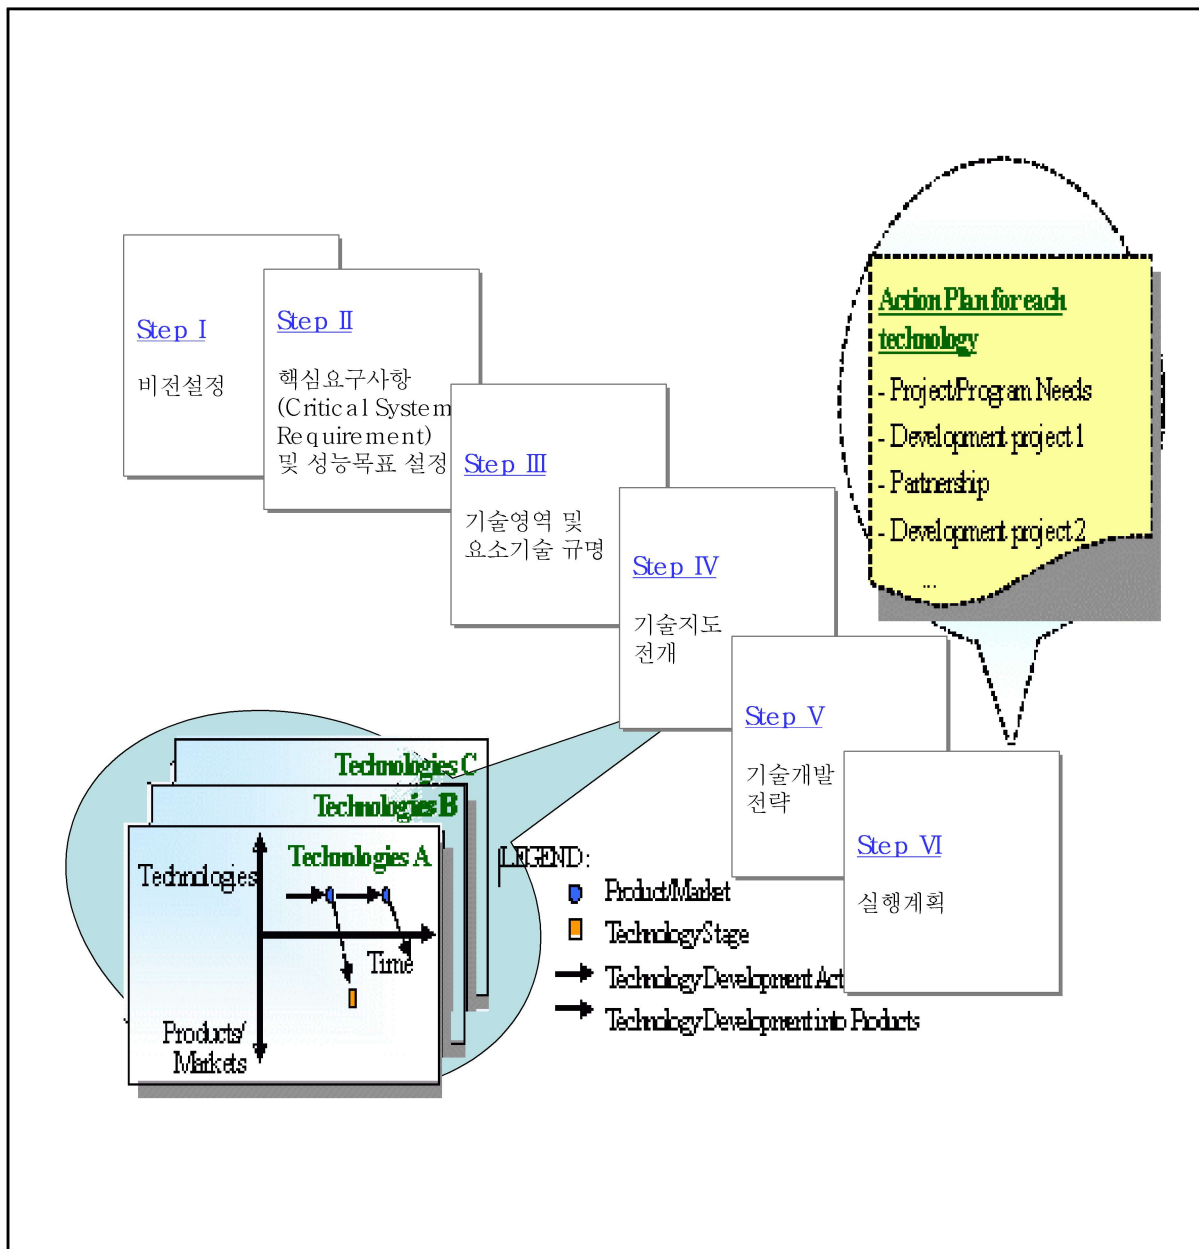 Step Ⅰ
비전설정
Step Ⅱ
핵심요구사항
(Critical System
Requirement)
및 성능목표 설정
Step Ⅲ
기술영역 및
요소기술 규명
Step Ⅳ
기술지도
전개
Step Ⅴ
기술개발
전략
Step Ⅵ
실행계획
Action Plan for each
technology
- Project/Program Needs
- Development project 1
- Partnership
- Development project 2
...
Technologies C
Technologies B
Technologies A
Technologies
Time
Products/
Markets
LEGEND:
Product/Market
Technology Stage
Technology Development Act
Technology Development into Products